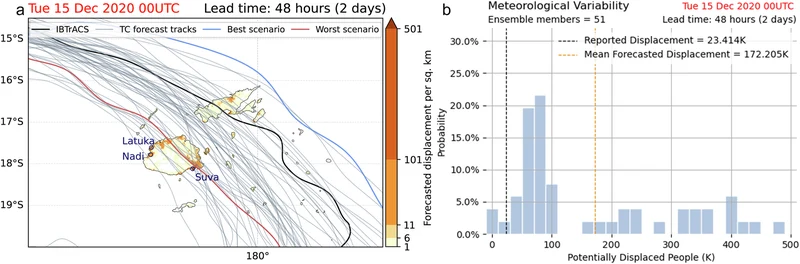 a Tue 15 Dec 2020 00UTC Lead time: 48 hours (2 days)
IBTrACS TC forecast tracks Best scenario Worst scenario
15°S
16°S
17°S
18°S
19°S
180°
Latuka
Nadi
Suva
501
101
11
6
1
Forecasted displacement per sq. km
b Meteorological Variability Tue 15 Dec 2020 00UTC
Ensemble members = 51 Lead time: 48 hours (2 days)
Reported Displacement = 23.414K
Mean Forecasted Displacement = 172.205K
30.0%
25.0%
20.0%
15.0%
10.0%
5.0%
0.0%
Probability
0 100 200 300 400 500
Potentially Displaced People (K)